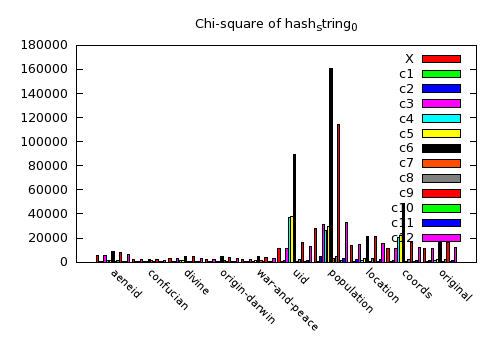 Chi-square of hashstring0
180000
160000
140000
120000
100000
80000
60000
40000
20000
0
X
c1
c2
c3
c4
c5
c6
c7
c8
c9
c10
c11
c12
aeneid
confucian
divine
origin-darwin
war-and-peace
uid
population
location
coords
original